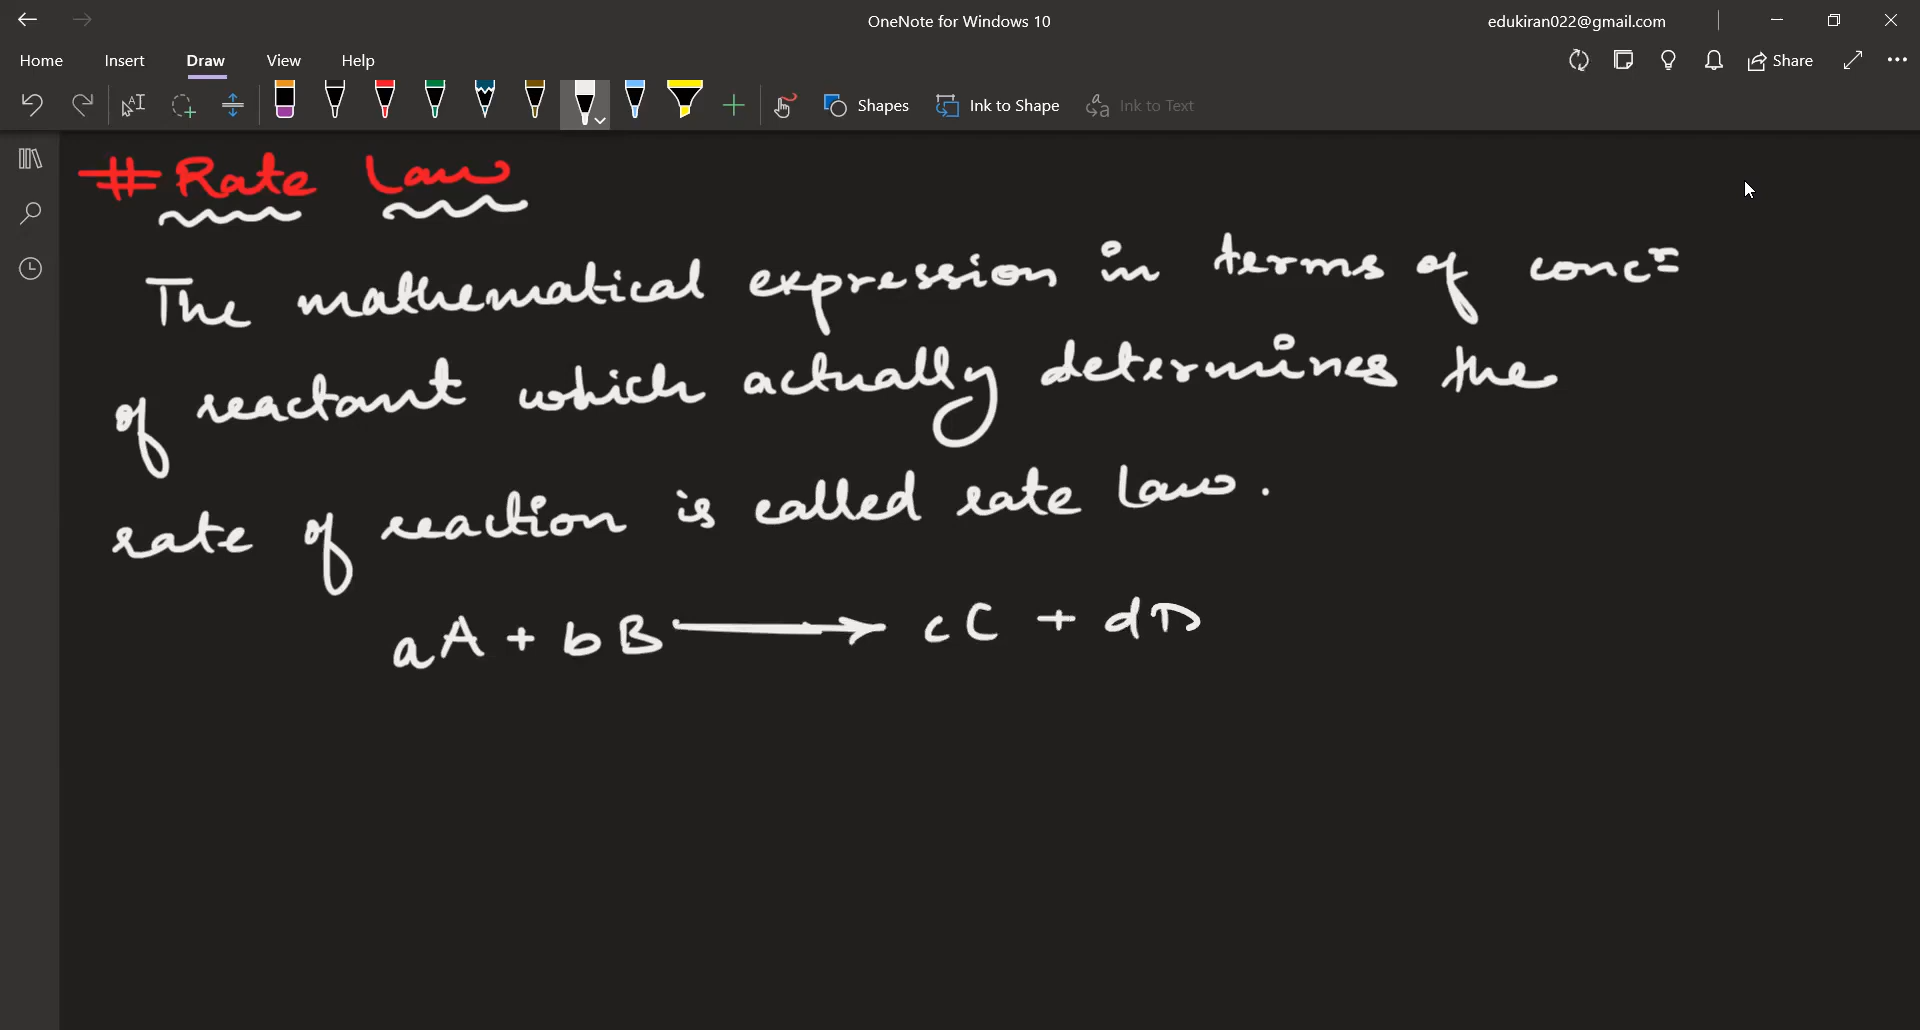 OneNote for Windows 10
edukiran022@gmail.com
Home Insert Draw View Help
Share
Shapes Ink to Shape Ink to Text
# Rate Law
The mathematical expression in terms of conc=
of reactant which actually determines the
rate of reaction is called rate law.
aA + bB → cC + dD